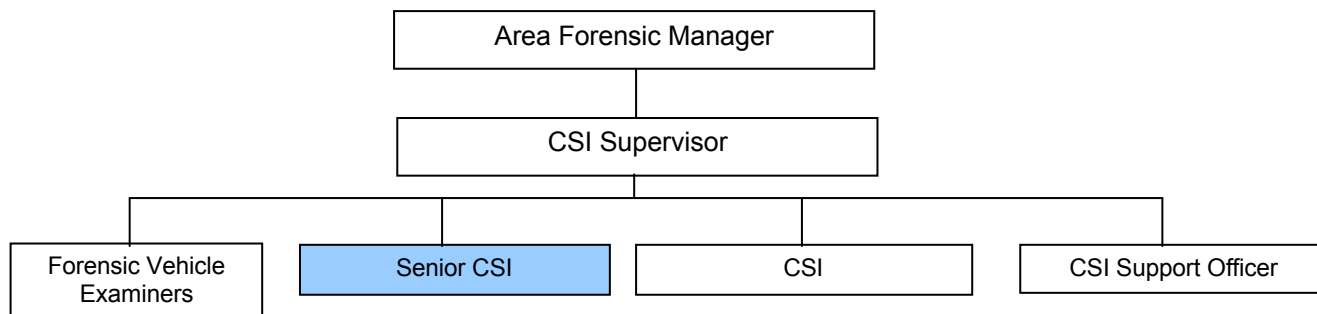 Area Forensic Manager
CSI Supervisor
Forensic Vehicle
Examiners
Senior CSI
CSI
CSI Support Officer